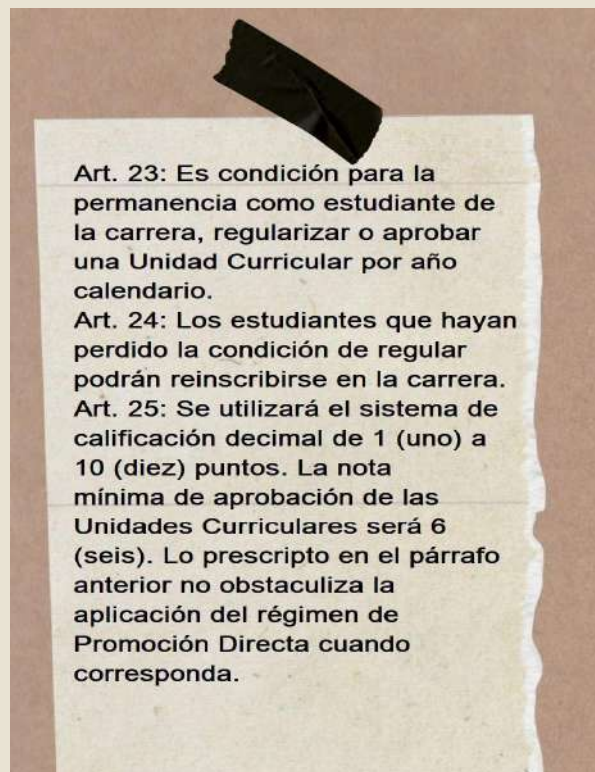 Art. 23: Es condición para la
permanencia como estudiante de
la carrera, regularizar o aprobar
una Unidad Curricular por año
calendario.
Art. 24: Los estudiantes que hayan
perdido la condición de regular
podrán reinscribirse en la carrera.
Art. 25: Se utilizará el sistema de
calificación decimal de 1 (uno) a
10 (diez) puntos. La nota
mínima de aprobación de las
Unidades Curriculares será 6
(seis). Lo prescripto en el párrafo
anterior no obstaculiza la
aplicación del régimen de
Promoción Directa cuando
corresponda.